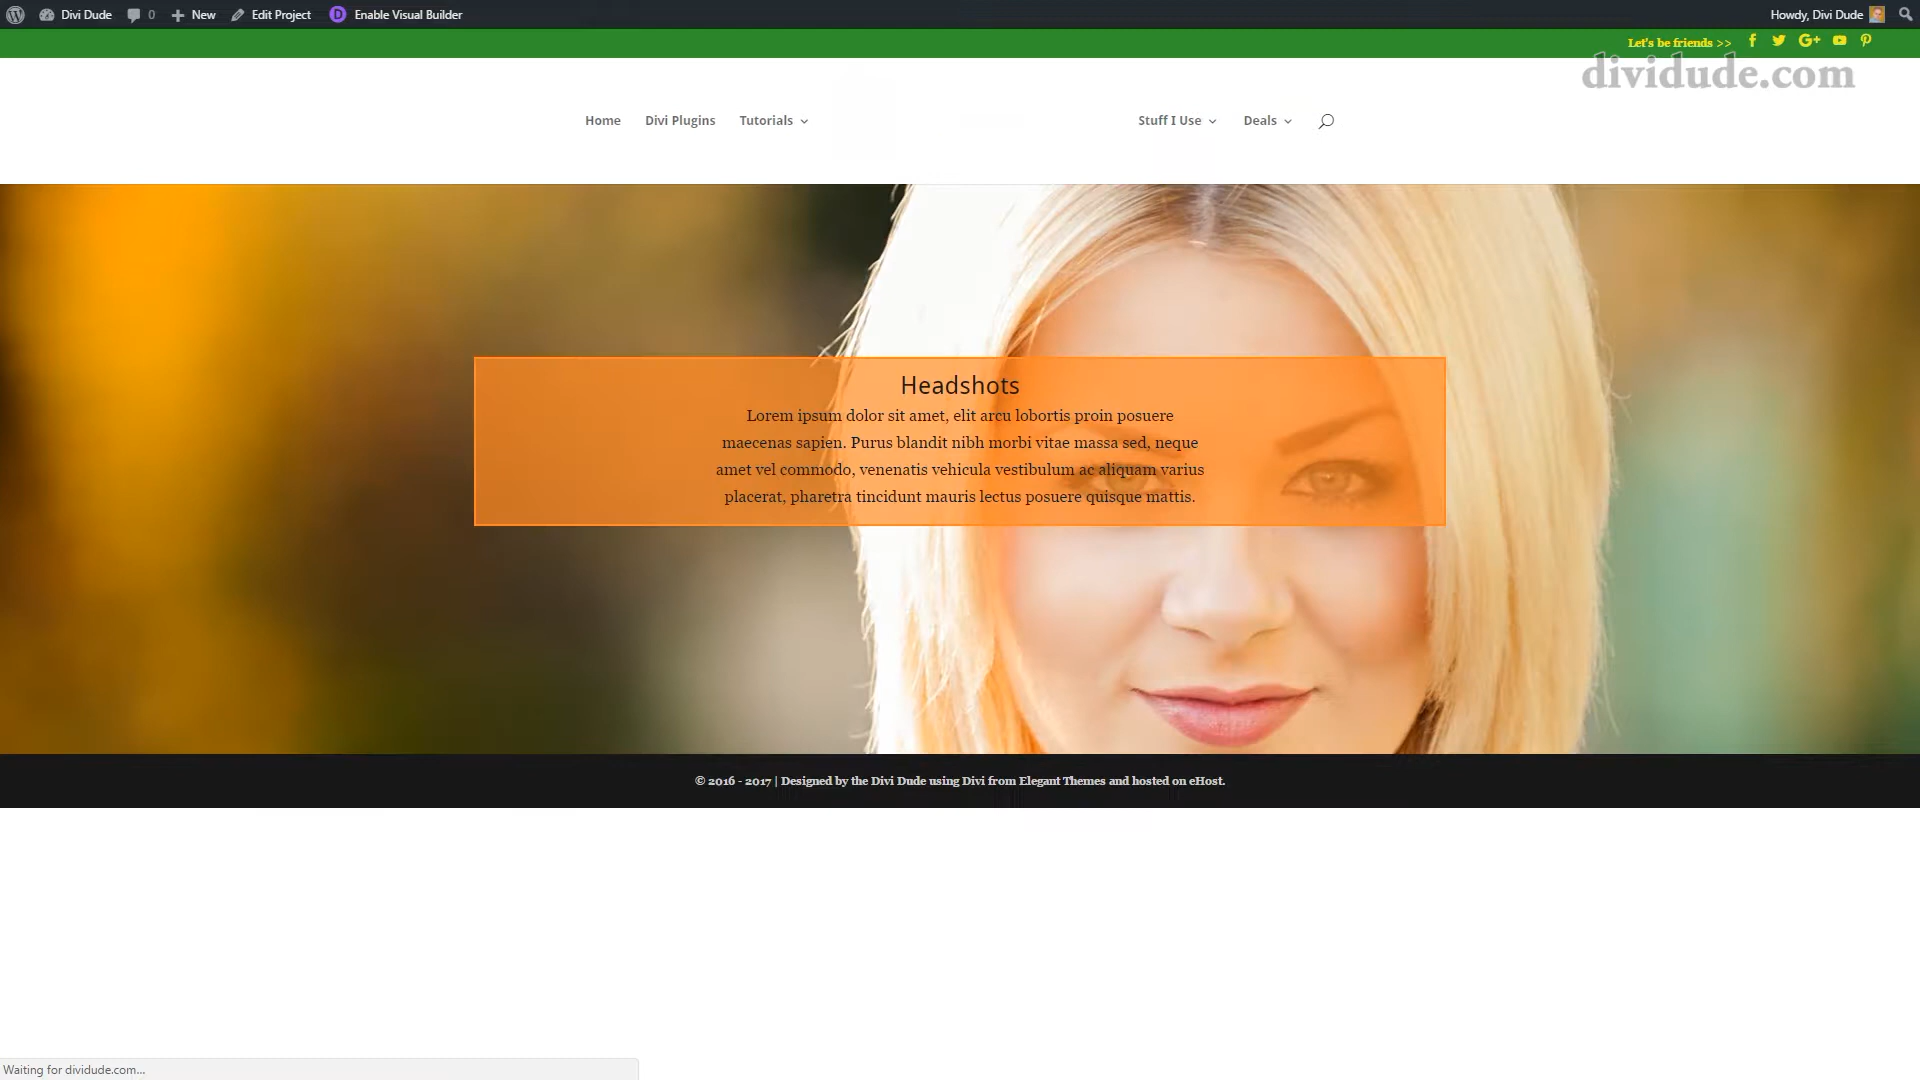 Divi Dude 0 New Edit Project Enable Visual Builder Howdy, Divi Dude
Let's be friends >>
dividude.com
Home Divi Plugins Tutorials Stuff I Use Deals
Headshots
Lorem ipsum dolor sit amet, elit arcu lobortis proin posuere
maecenas sapien. Purus blandit nibh morbi vitae massa sed, neque
amet vel commodo, venenatis vehicula vestibulum ac aliquam varius
placerat, pharetra tincidunt mauris lectus posuere quisque mattis.
© 2016 - 2017 | Designed by the Divi Dude using Divi from Elegant Themes and hosted on eHost.
Waiting for dividude.com...